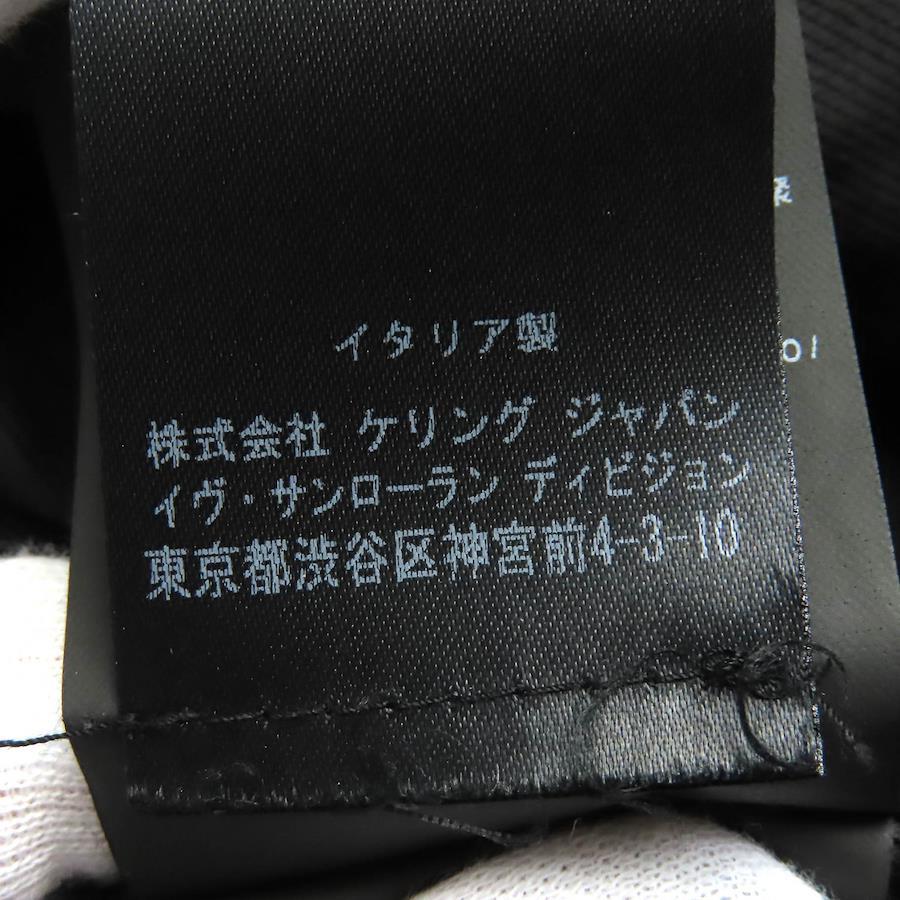 イタリア製
株式会社 ケリング ジャパン
イヴ・サンローラン ディビジョン
東京都渋谷区神宮前4-3-10
01